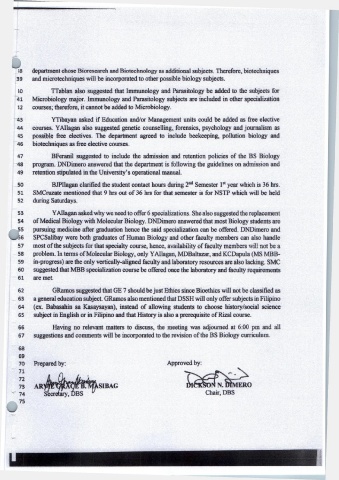 38 department chose Bioresearch and Biotechnology as additional subjects. Therefore, biotechniques
39 and microtechniques will be incorporated to other possible biology subjects.
40 TTablan also suggested that Immunology and Parasitology be added to the subjects for
41 Microbiology major. Immunology and Parasitology subjects are included in other specialization
42 courses; therefore, it cannot be added to Microbiology.
43 YTibayan asked if Education and/or Management units could be added as free elective
44 courses. YAllagan also suggested genetic counselling, forensics, psychology and journalism as
45 possible free electives. The department agreed to include beekeeping, pollution biology and
46 biotechniques as free elective courses.
47 BFeranil suggested to include the admission and retention policies of the BS Biology
48 program. DNDimero answered that the department is following the guidelines on admission and
49 retention stipulated in the University's operational manual.
50 BJPIlagan clarified the student contact hours during 2nd Semester 1st year which is 36 hrs.
51 SMCruzate mentioned that 9 hrs out of 36 hrs for that semester is for NSTP which will be held
52 during Saturdays.
53 YAllagan asked why we need to offer 6 specializations. She also suggested the replacement
54 of Medical Biology with Molecular Biology. DNDimero answered that most Biology students are
55 pursuing medicine after graduation hence the said specialization can be offered. DNDimero and
56 SPCSalibay were both graduates of Human Biology and other faculty members can also handle
57 most of the subjects for that specialty course, hence, availability of faculty members will not be a
58 problem. In terms of Molecular Biology, only YAllagan, MDBaltazar, and KCDapula (MS MBB-
59 in-progress) are the only vertically-aligned faculty and laboratory resources are also lacking. SMC
60 suggested that MBB specialization course be offered once the laboratory and faculty requirements
61 are met.
62 GRamos suggested that GE 7 should be just Ethics since Bioethics will not be classified as
63 a general education subject. GRamos also mentioned that DSSH will only offer subjects in Filipino
64 (ex. Babasahin sa Kasaysayan), instead of allowing students to choose history/social science
65 subject in English or in Filipino and that History is also a prerequisite of Rizal course.
66 Having no relevant matters to discuss, the meeting was adjourned at 6:00 pm and all
67 suggestions and comments will be incorporated to the revision of the BS Biology curriculum.
68
69
70 Prepared by: Approved by:
71
72
73 ARVIE GRACE B. MASIBAG DICKSON N. DIMERO
74 Secretary, DBS Chair, DBS
75